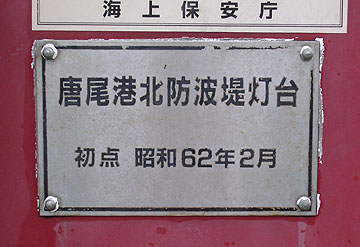 海上保安庁
唐尾港北防波堤灯台
初点 昭和62年2月